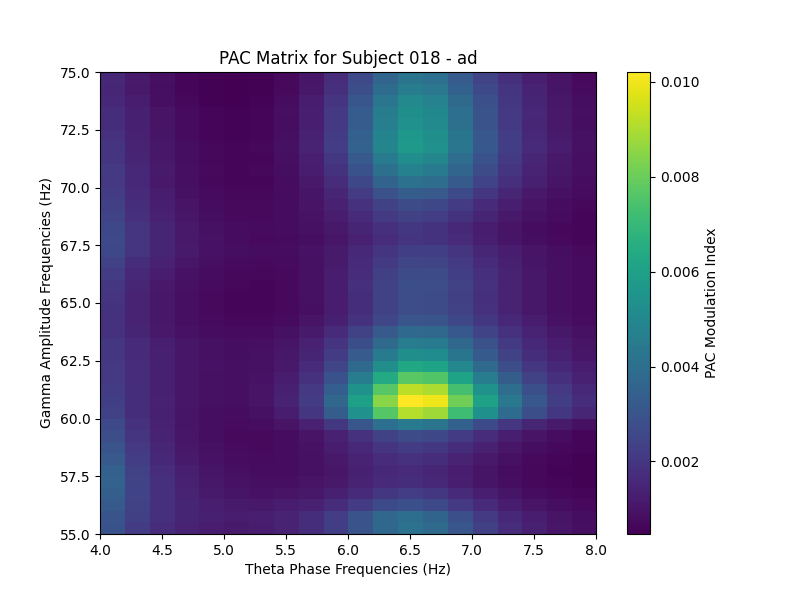 PAC Matrix for Subject 018 - ad
75.0
72.5
70.0
67.5
65.0
62.5
60.0
57.5
55.0
Gamma Amplitude Frequencies (Hz)
4.0 4.5 5.0 5.5 6.0 6.5 7.0 7.5 8.0
Theta Phase Frequencies (Hz)
0.010
0.008
0.006
0.004
0.002
PAC Modulation Index